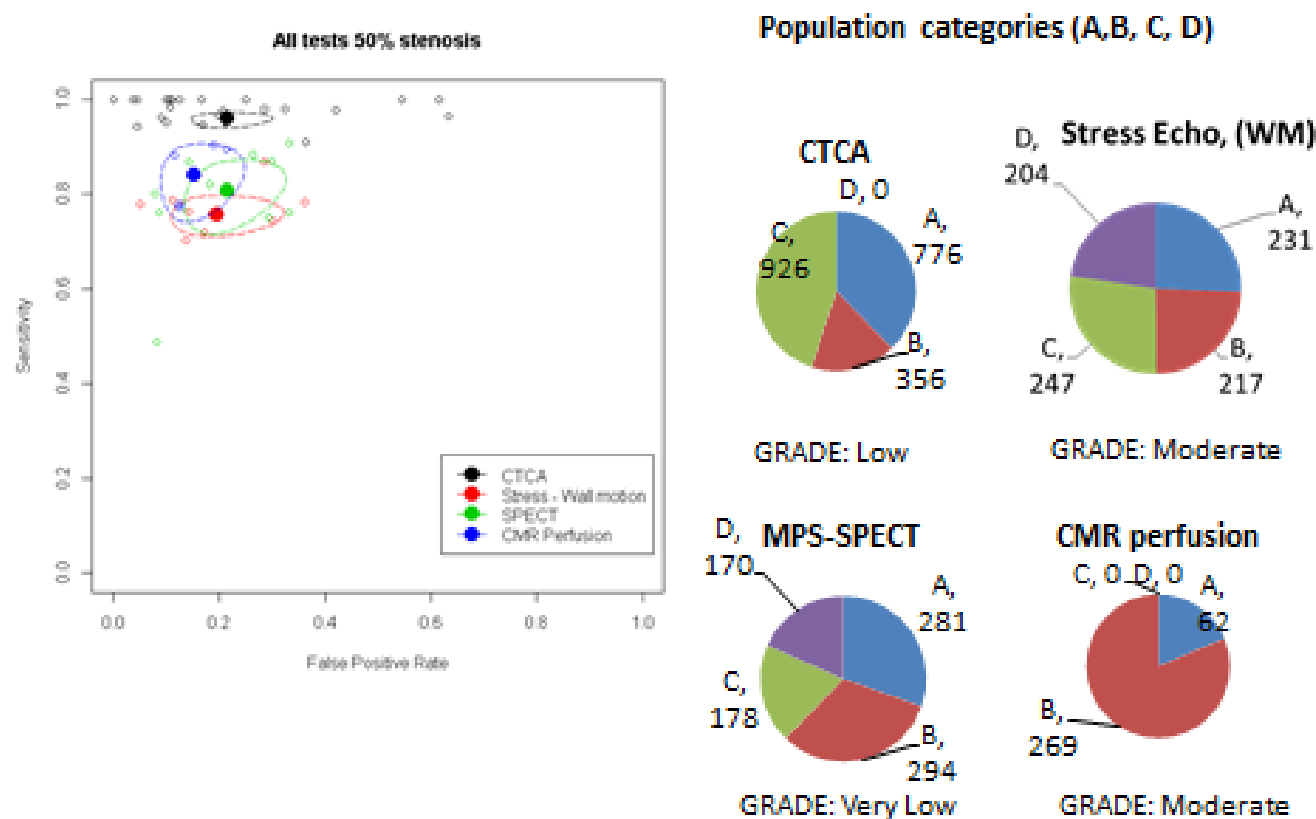 All tests 50% stenosis
1.0
0.8
0.6
0.4
0.2
0.0
Sensitivity
0.0 0.2 0.4 0.6 0.8 1.0
False Positive Rate
CTCA
Stress - Wall motion
SPECT
CMR Perfusion
Population categories (A,B, C, D)
CTCA
D, 0
A,
776
B,
356
C,
926
GRADE: Low
Stress Echo, (WM)
D,
204
A,
231
B,
217
C,
247
GRADE: Moderate
MPS-SPECT
D,
170
A,
281
B,
294
C,
178
GRADE: Very Low
CMR perfusion
C, 0 D, 0
A,
62
B,
269
GRADE: Moderate